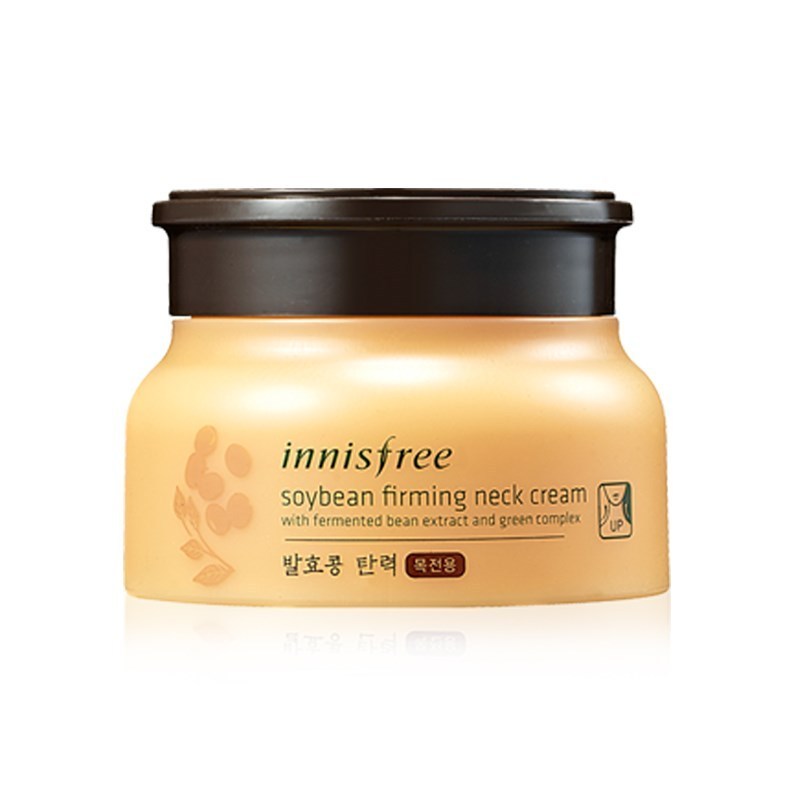 innisfree
soybean firming neck cream
with fermented bean extract and green complex
UP
발효콩 탄력 목전용